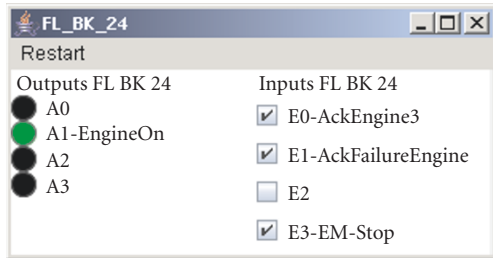 FL_BK_24
Restart
Outputs FL BK 24
A0
A1-EngineOn
A2
A3
Inputs FL BK 24
E0-AckEngine3
E1-AckFailureEngine
E2
E3-EM-Stop